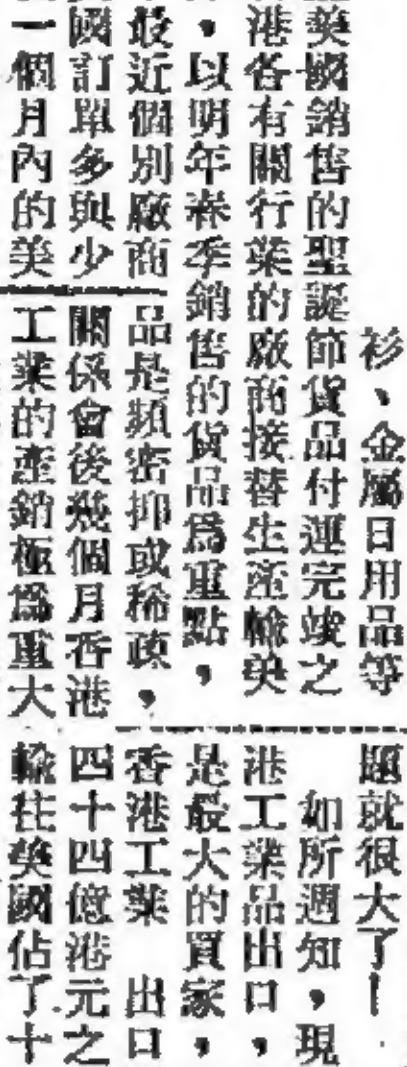 衫、金屬日用品等
美國銷售的聖誕節貨品付運完竣之
港各有關行業的廠商接替生產輸美
，以明年春季銷售的貨品爲重點，
最近個別廠商
國訂單多與少
一個月內的美
品是頻密抑或稀疏，
關係會後幾個月香港
工業的產銷極爲重大
題就很大了！
如所週知，現
港工業品出口，
是最大的買家，
香港工業 出口
四十四億港元之
輸往美國佔了十